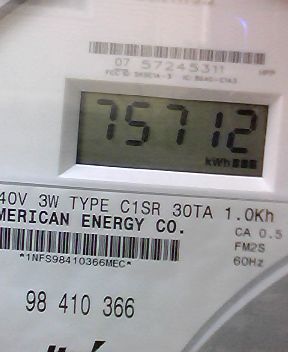 07 57245311
75712
kWh
40V 3W TYPE C1SR 30TA 1.0Kh
MERICAN ENERGY CO.
CA 0.5
FM2S
60Hz
*1NFS98410366MEC*
98 410 366